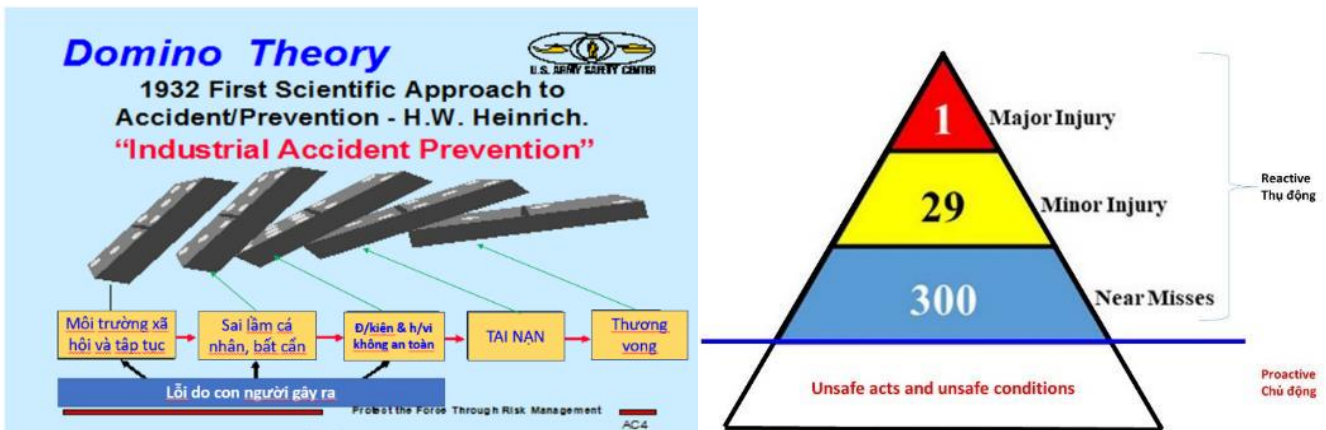 Domino Theory
U.S. ARMY SAFETY CENTER
1932 First Scientific Approach to
Accident/Prevention - H.W. Heinrich.
“Industrial Accident Prevention”
Môi trường xã
hội và tập tục
Sai lầm cá
nhân, bất cẩn
Đ/kiện & h/vi
không an toàn
TAI NẠN
Thương
vong
Lỗi do con người gây ra
Protect the Force Through Risk Management
AC4
1
Major Injury
29
Minor Injury
300
Near Misses
Reactive
Thụ động
Unsafe acts and unsafe conditions
Proactive
Chủ động